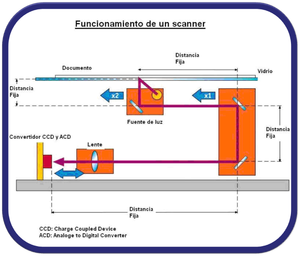 Funcionamiento de un scanner
Distancia
Fija
Documento
Vidrio
Distancia
Fija
x2
x1
Fuente de luz
Distancia
Fija
Convertidor CCD y ACD
Lente
Distancia
Fija
CCD: Charge Coupled Device
ACD: Analoge to Digital Converter